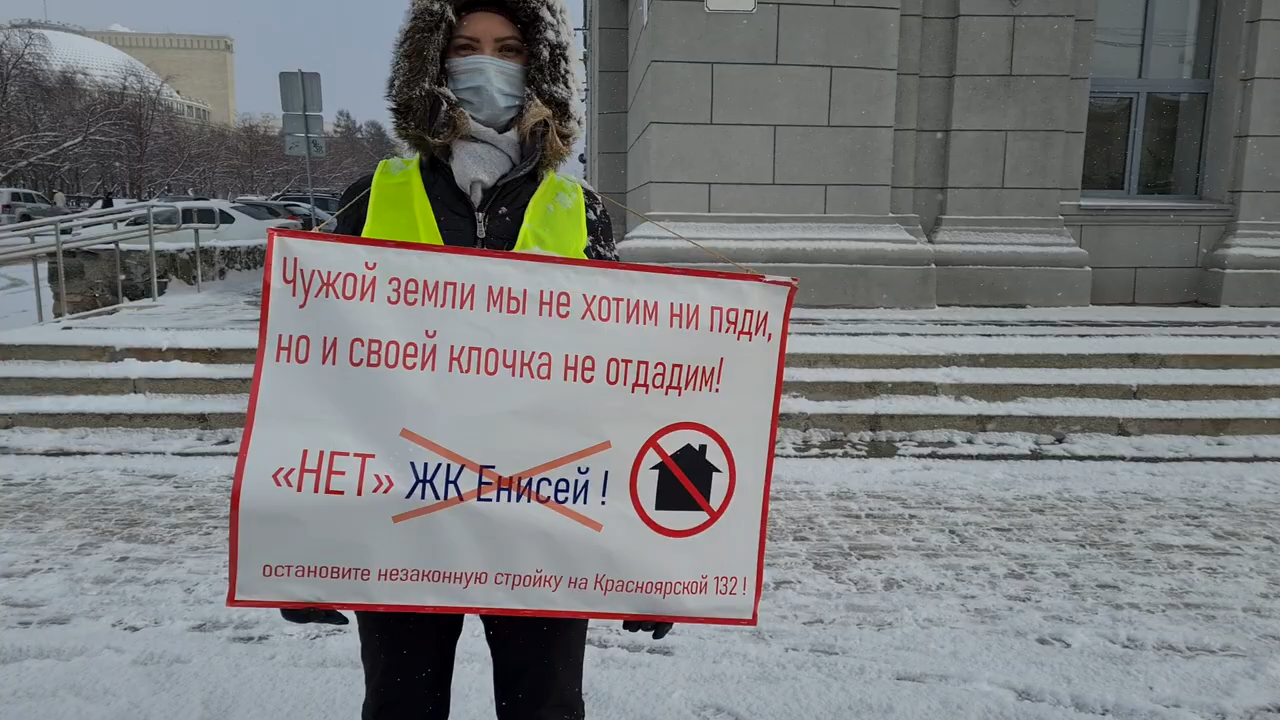 Чужой земли мы не хотим ни пяди,
но и своей клочка не отдадим!
«НЕТ» ЖК Енисей !
остановите незаконную стройку на Красноярской 132 !